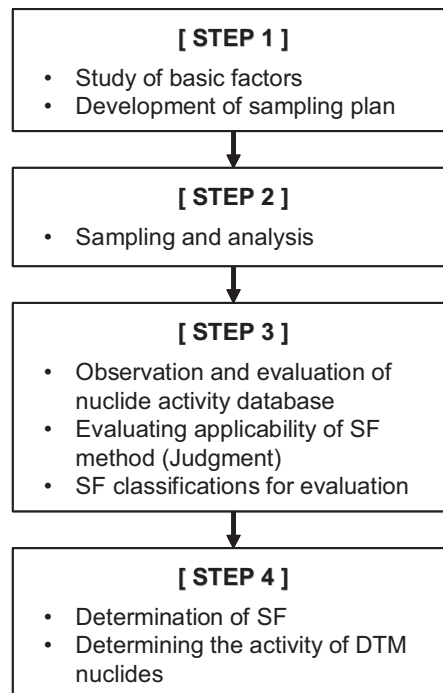 [ STEP 1 ]
• Study of basic factors
• Development of sampling plan
[ STEP 2 ]
• Sampling and analysis
[ STEP 3 ]
• Observation and evaluation of
nuclide activity database
• Evaluating applicability of SF
method (Judgment)
• SF classifications for evaluation
[ STEP 4 ]
• Determination of SF
• Determining the activity of DTM
nuclides